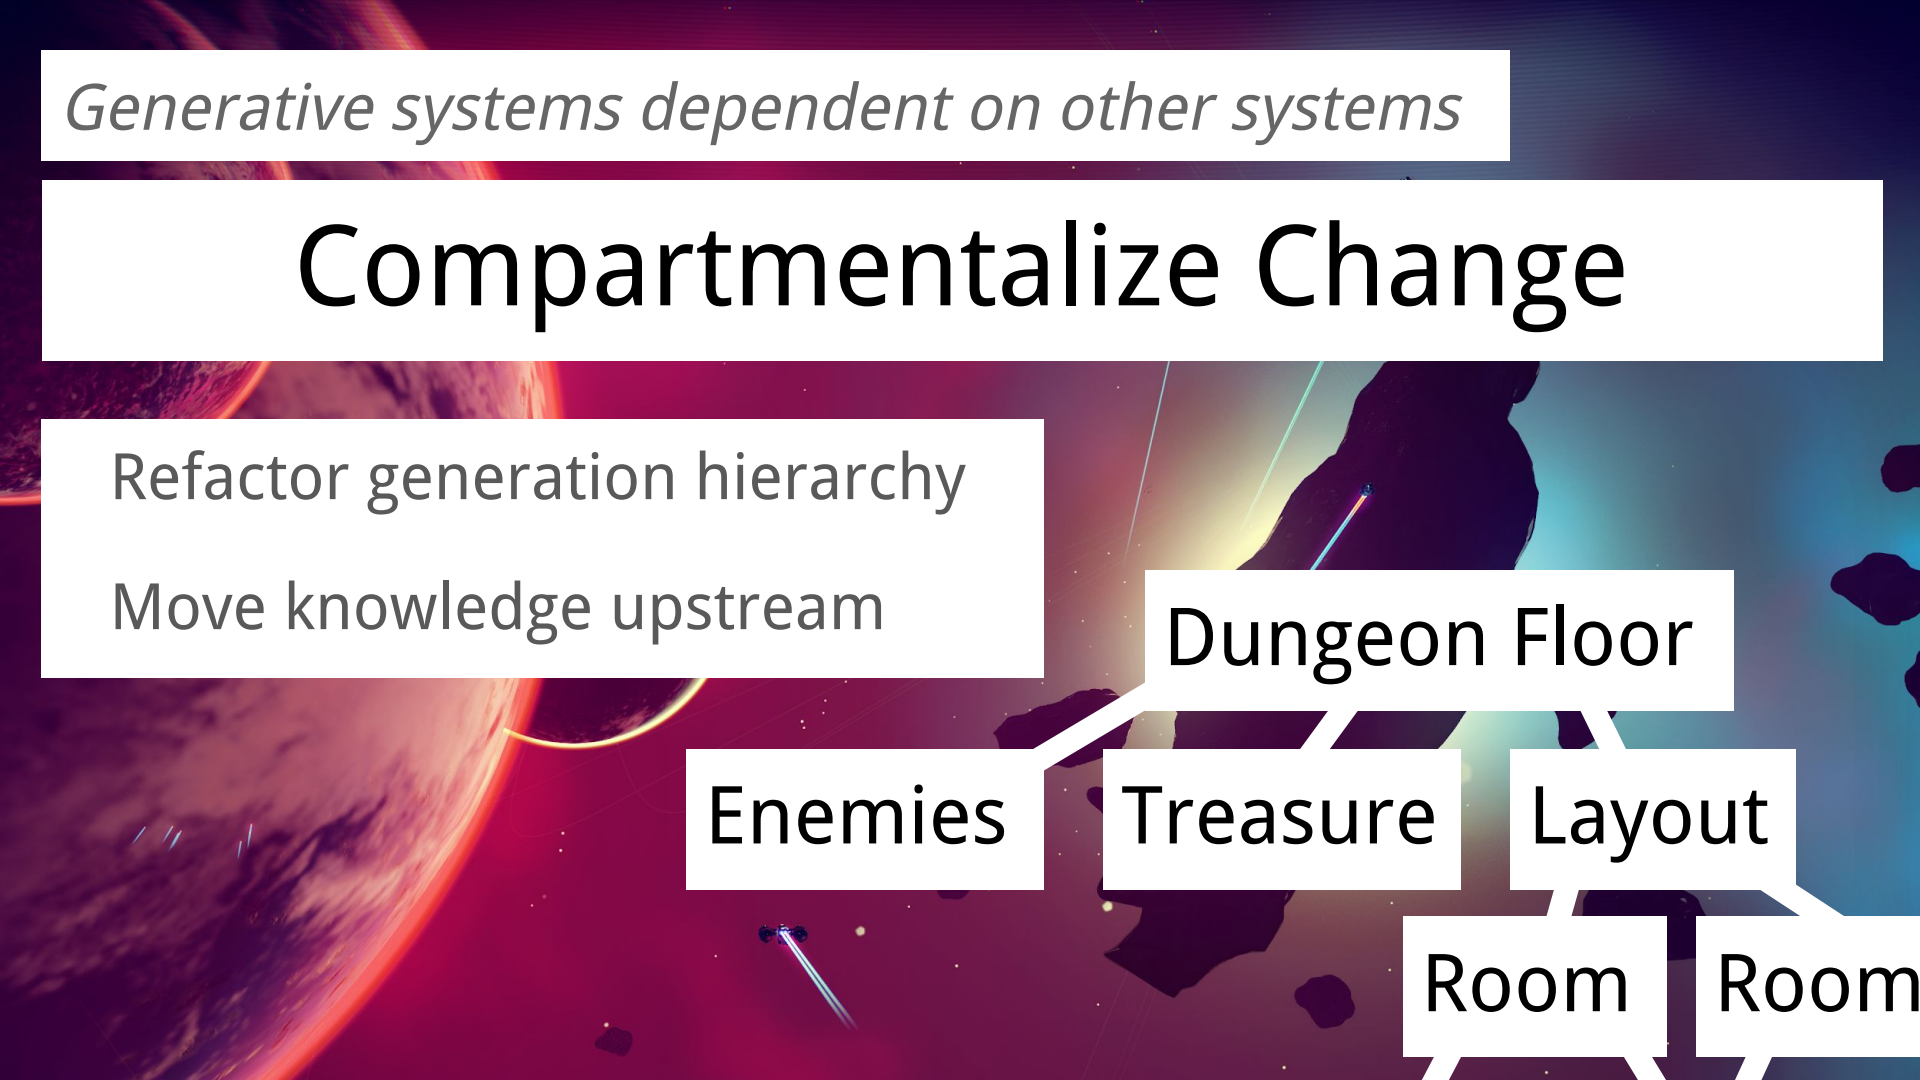 Generative systems dependent on other systems
Compartmentalize Change
Refactor generation hierarchy
Move knowledge upstream
Dungeon Floor
Enemies
Treasure
Layout
Room
Room